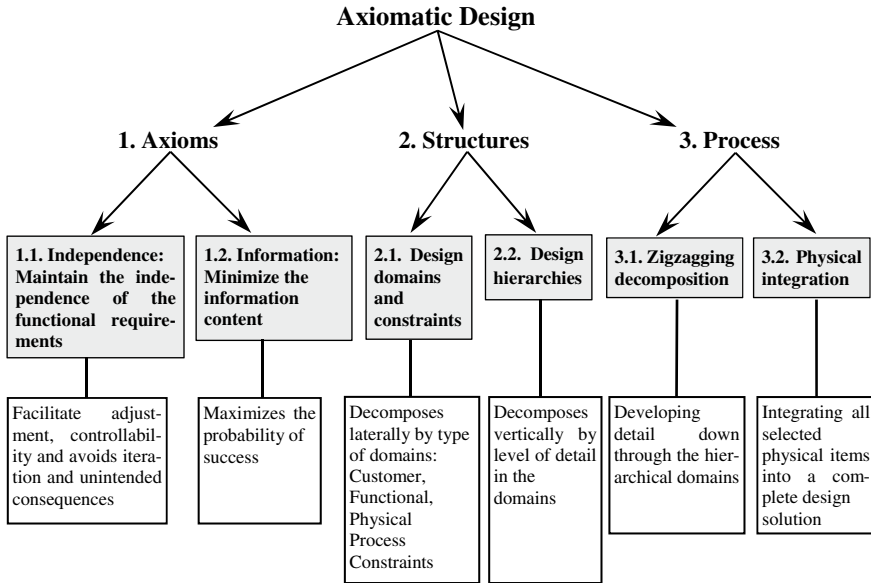 Axiomatic Design
1. Axioms
2. Structures
3. Process
1.1. Independence:
Maintain the inde-
pendence of the
functional require-
ments
1.2. Information:
Minimize the
information
content
2.1. Design
domains and
constraints
2.2. Design
hierarchies
3.1. Zigzagging
decomposition
3.2. Physical
integration
Facilitate adjust-
ment, controllabil-
ity and avoids itera-
tion and unintended
consequences
Maximizes the
probability of
success
Decomposes
laterally by type
of domains:
Customer,
Functional,
Physical
Process
Constraints
Decomposes
vertically by
level of detail
in the
domains
Developing
detail down
through the hier-
archical domains
Integrating all
selected
physical items
into a com-
plete design
solution